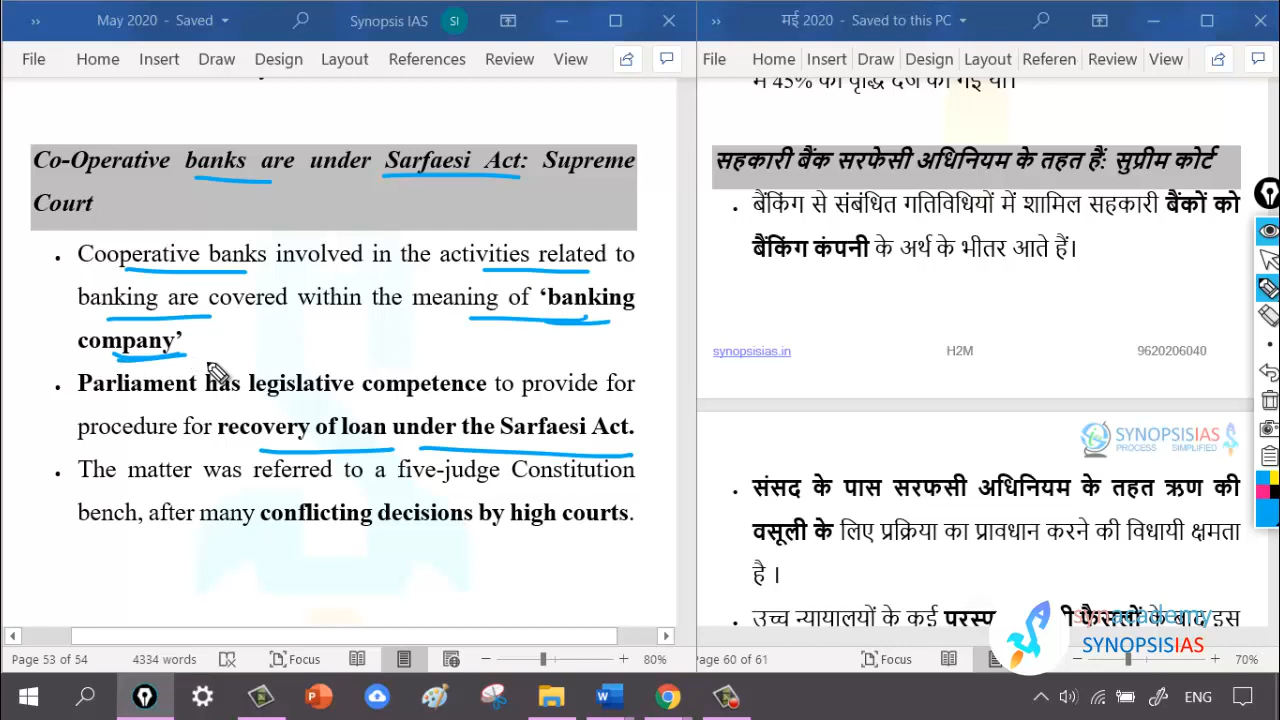 ›› May 2020 - Saved Synopsis IAS SI
File Home Insert Draw Design Layout References Review View
Co-Operative banks are under Sarfaesi Act: Supreme
Court
• Cooperative banks involved in the activities related to
banking are covered within the meaning of ‘banking
company’
• Parliament has legislative competence to provide for
procedure for recovery of loan under the Sarfaesi Act.
• The matter was referred to a five-judge Constitution
bench, after many conflicting decisions by high courts.
Page 53 of 54 4334 words Focus 80%
›› मई 2020 - Saved to this PC
File Home Insert Draw Design Layout Referen Review View
में 45% की वृद्धि दर्ज की गई थी।
सहकारी बैंक सरफेसी अधिनियम के तहत हैं: सुप्रीम कोर्ट
• बैंकिंग से संबंधित गतिविधियों में शामिल सहकारी बैंकों को
बैंकिंग कंपनी के अर्थ के भीतर आते हैं।
synopsisias.in H2M 9620206040
SYNOPSISIAS
PROCESS SIMPLIFIED
• संसद के पास सरफसी अधिनियम के तहत ऋण की
वसूली के लिए प्रक्रिया का प्रावधान करने की विधायी क्षमता
है ।
• उच्च न्यायालयों के कई फैसलों के बाद इस
synacademy
SYNOPSISIAS
Page 60 of 61 Focus 70%
ENG